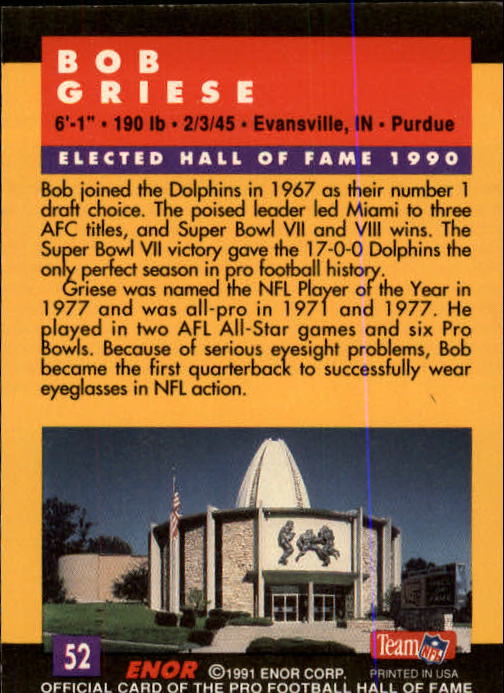 BOB
GRIESE
6'-1" • 190 lb • 2/3/45 • Evansville, IN • Purdue
ELECTED HALL OF FAME 1990
Bob joined the Dolphins in 1967 as their number 1
draft choice. The poised leader led Miami to three
AFC titles, and Super Bowl VII and VIII wins. The
Super Bowl VII victory gave the 17-0-0 Dolphins the
only perfect season in pro football history.
Griese was named the NFL Player of the Year in
1977 and was all-pro in 1971 and 1977. He
played in two AFL All-Star games and six Pro
Bowls. Because of serious eyesight problems, Bob
became the first quarterback to successfully wear
eyeglasses in NFL action.
52
ENOR ©1991 ENOR CORP.
Team NFL
PRINTED IN USA
OFFICIAL CARD OF THE PRO FOOTBALL HALL OF FAME